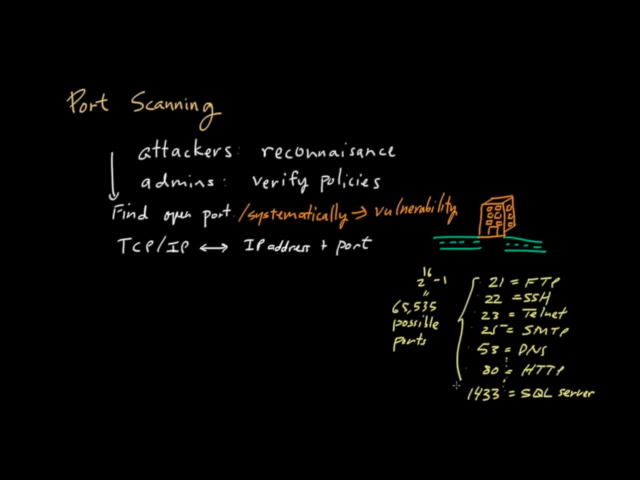 Port Scanning
attackers: reconnaisance
admins: verify policies
Find open port /systematically → vulnerability
TCP/IP ↔ IP address + port
2^16-1
"
65,535
possible
ports
21 = FTP
22 = SSH
23 = Telnet
25 = SMTP
53 = DNS
80 = HTTP
1433 = SQL server